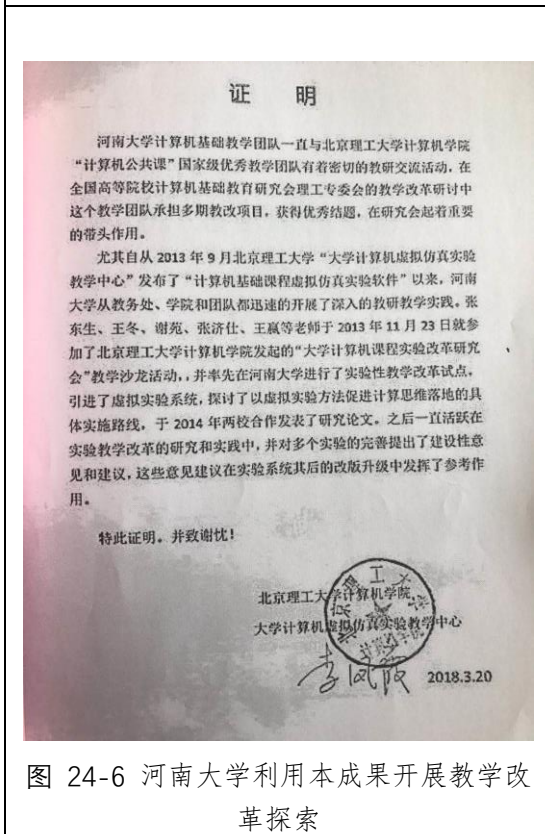 证 明
河南大学计算机基础教学团队一直与北京理工大学计算机学院
“计算机公共课”国家级优秀教学团队有着密切的教研交流活动，在
全国高等院校计算机基础教育研究会理工专委会的教学改革研讨中
这个教学团队承担多期教改项目，获得优秀结题，在研究会起着重要
的带头作用。
尤其自从 2013 年 9 月北京理工大学“大学计算机虚拟仿真实验
教学中心”发布了“计算机基础课程虚拟仿真实验软件”以来，河南
大学从教务处、学院和团队都迅速的开展了深入的教研教学实践。张
东生、王冬、谢苑、张济仕、王赢等老师于 2013 年 11 月 23 日就参
加了北京理工大学计算机学院发起的“大学计算机课程实验改革研究
会”教学沙龙活动，，并率先在河南大学进行了实验性教学改革试点，
引进了虚拟实验系统，探讨了以虚拟实验方法促进计算思维落地的具
体实施路线，于 2014 年两校合作发表了研究论文。之后一直活跃在
实验教学改革的研究和实践中，并对多个实验的完善提出了建设性意
见和建议，这些意见建议在实验系统其后的改版升级中发挥了参考作
用。
特此证明。并致谢忱！
北京理工大学计算机学院
大学计算机虚拟仿真实验教学中心
李凤霞 2018.3.20
图 24-6 河南大学利用本成果开展教学改
革探索